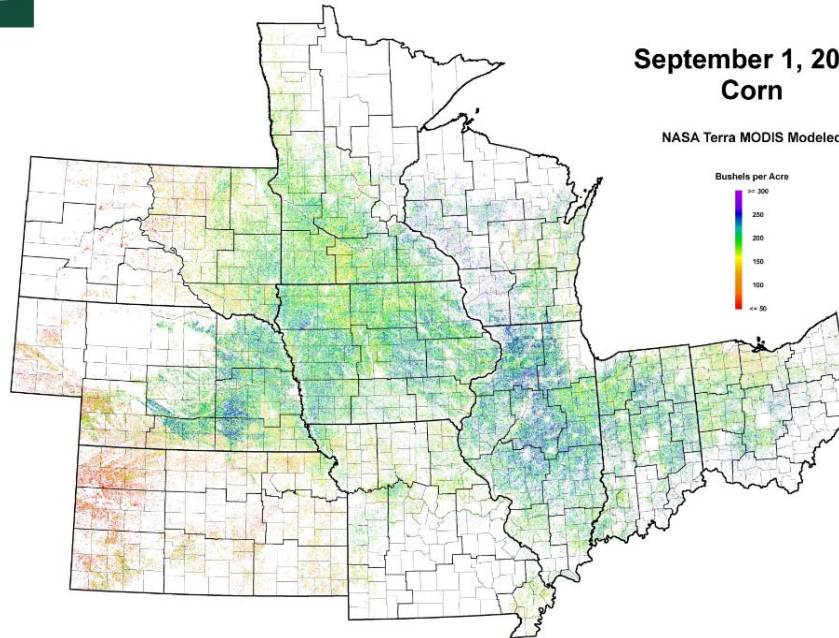 September 1, 20
Corn
NASA Terra MODIS Modeled
Bushels per Acre
>= 300
250
200
150
100
<= 50